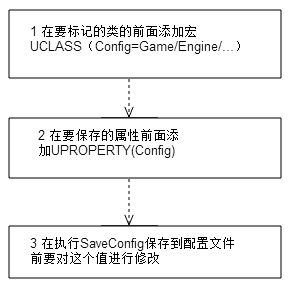 1 在要标记的类的前面添加宏
UCLASS（Config=Game/Engine/…）
2 在要保存的属性前面添
加UPROPERTY(Config)
3 在执行SaveConfig保存到配置文件
前要对这个值进行修改